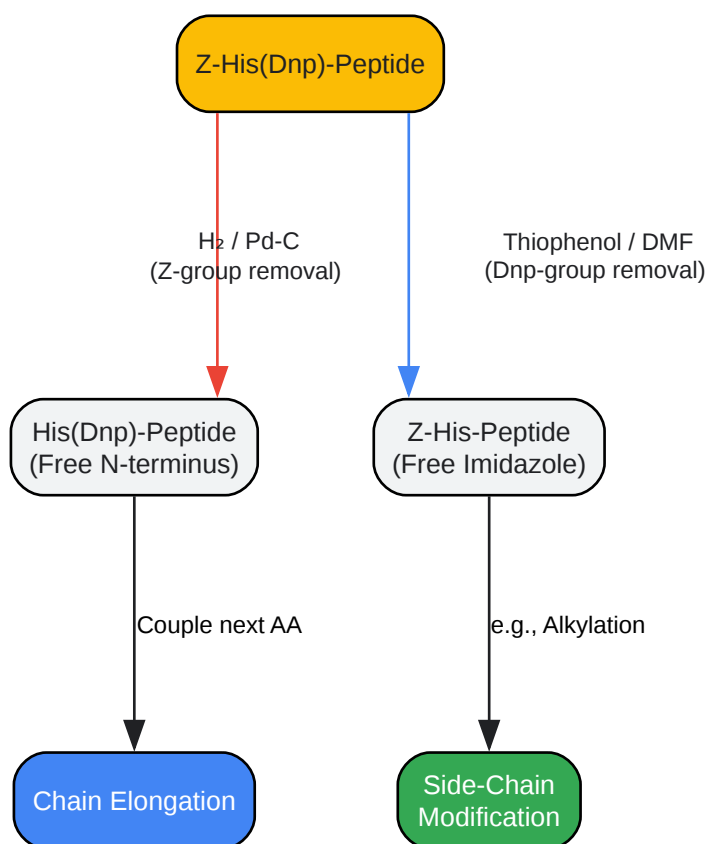 Z-His(Dnp)-Peptide
H₂ / Pd-C
(Z-group removal)
Thiophenol / DMF
(Dnp-group removal)
His(Dnp)-Peptide
(Free N-terminus)
Z-His-Peptide
(Free Imidazole)
Couple next AA
e.g., Alkylation
Chain Elongation
Side-Chain
Modification